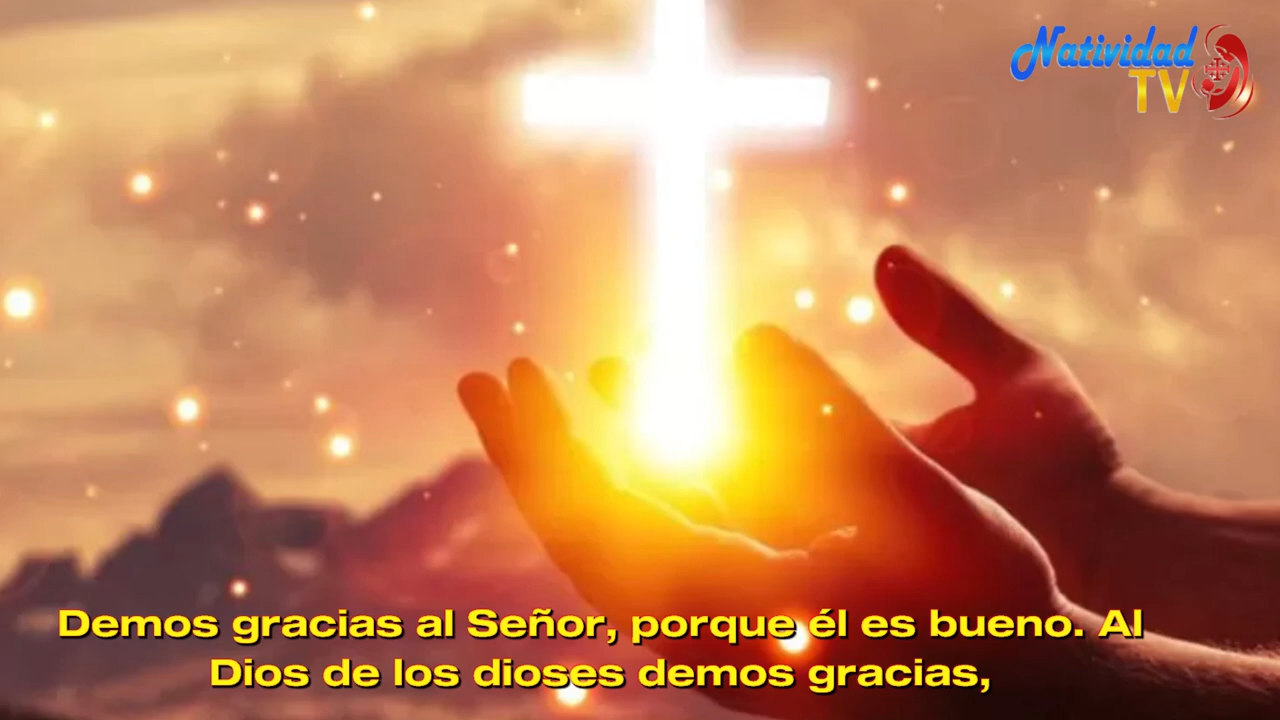 Natividad
TV
Demos gracias al Señor, porque él es bueno. Al
Dios de los dioses demos gracias,